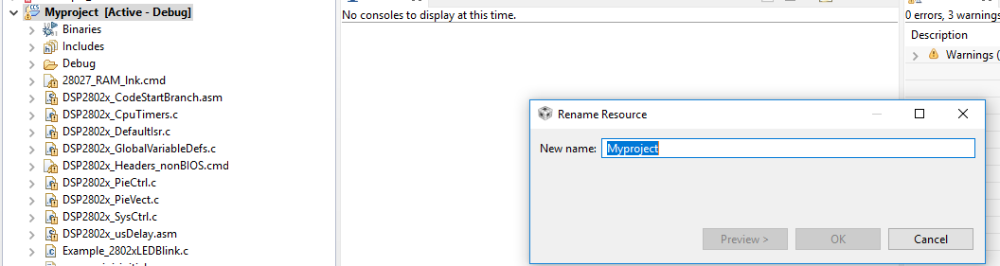 Myproject [Active - Debug]
Binaries
Includes
Debug
28027_RAM_lnk.cmd
DSP2802x_CodeStartBranch.asm
DSP2802x_CpuTimers.c
DSP2802x_DefaultIsr.c
DSP2802x_GlobalVariableDefs.c
DSP2802x_Headers_nonBIOS.cmd
DSP2802x_PieCtrl.c
DSP2802x_PieVect.c
DSP2802x_SysCtrl.c
DSP2802x_usDelay.asm
Example_2802xLEDBlink.c
No consoles to display at this time.
0 errors, 3 warnings
Description
Warnings (
Rename Resource
New name: Myproject
Preview >
OK
Cancel